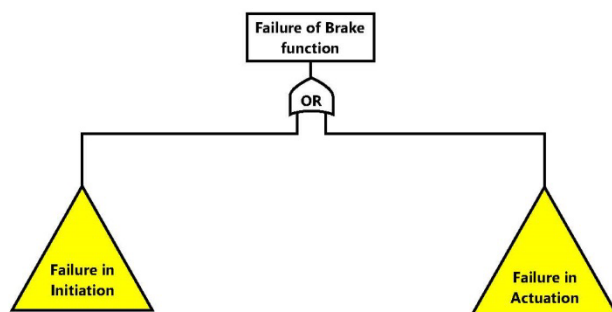 Failure of Brake
function
OR
Failure in
Initiation
Failure in
Actuation